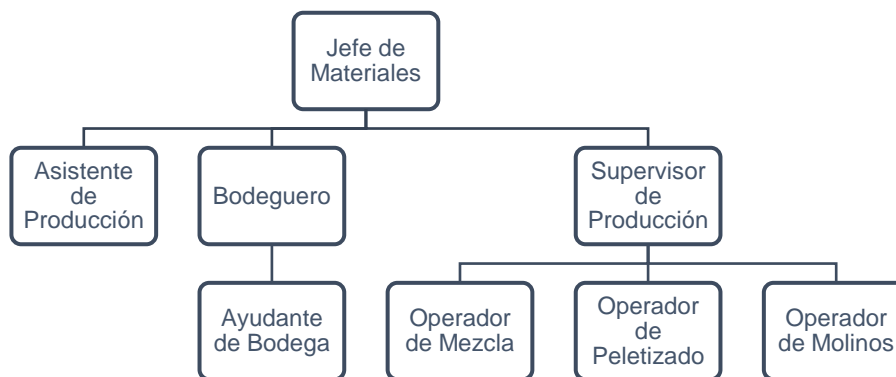 Jefe de
Materiales
Asistente
de
Producción
Bodeguero
Supervisor
de
Producción
Ayudante
de Bodega
Operador
de Mezcla
Operador
de
Peletizado
Operador
de Molinos